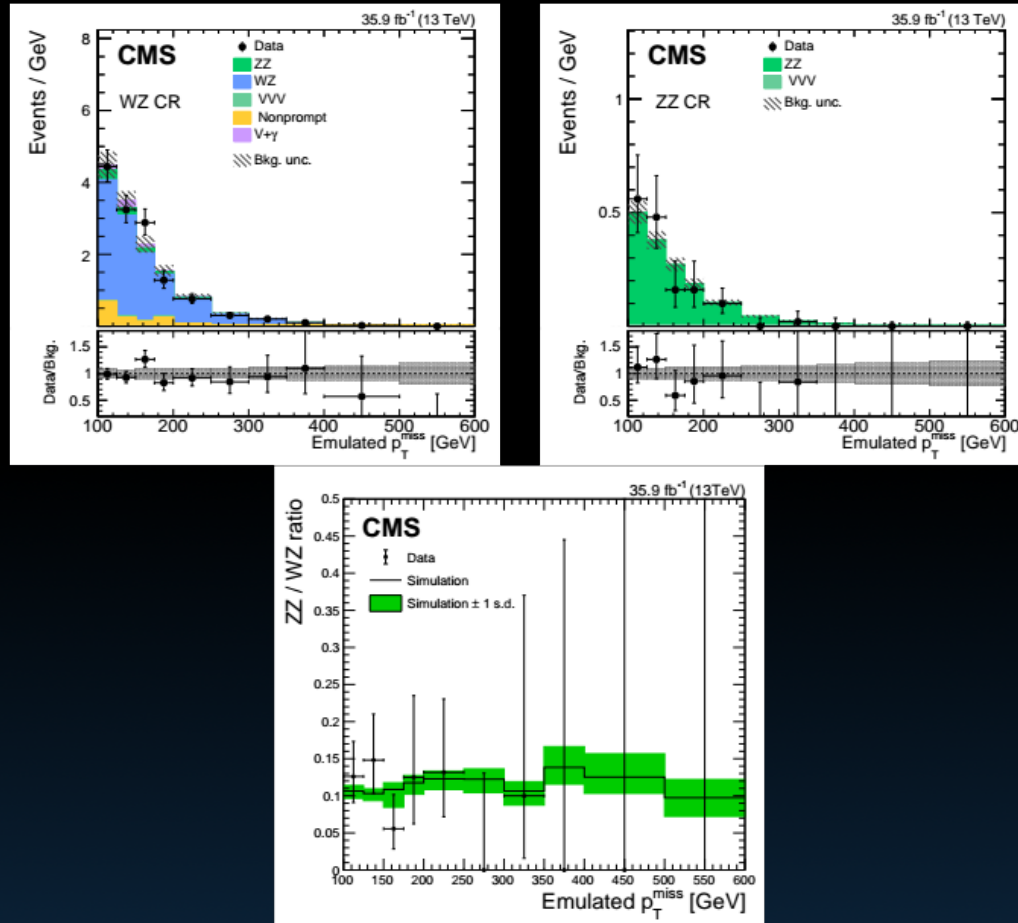 35.9 fb⁻¹ (13 TeV)
CMS
WZ CR
Data
ZZ
WZ
VVV
Nonprompt
V+γ
Bkg. unc.
Events / GeV
8
6
4
2
Data/Bkg.
1.5
1
0.5
100 200 300 400 500 600
Emulated p_T^miss [GeV]
35.9 fb⁻¹ (13 TeV)
CMS
ZZ CR
Data
ZZ
VVV
Bkg. unc.
Events / GeV
1
0.5
Data/Bkg.
1.5
1
0.5
100 200 300 400 500 600
Emulated p_T^miss [GeV]
35.9 fb⁻¹ (13TeV)
CMS
Data
Simulation
Simulation ± 1 s.d.
ZZ / WZ ratio
0.5
0.45
0.4
0.35
0.3
0.25
0.2
0.15
0.1
0.05
0
100 150 200 250 300 350 400 450 500 550 600
Emulated p_T^miss [GeV]